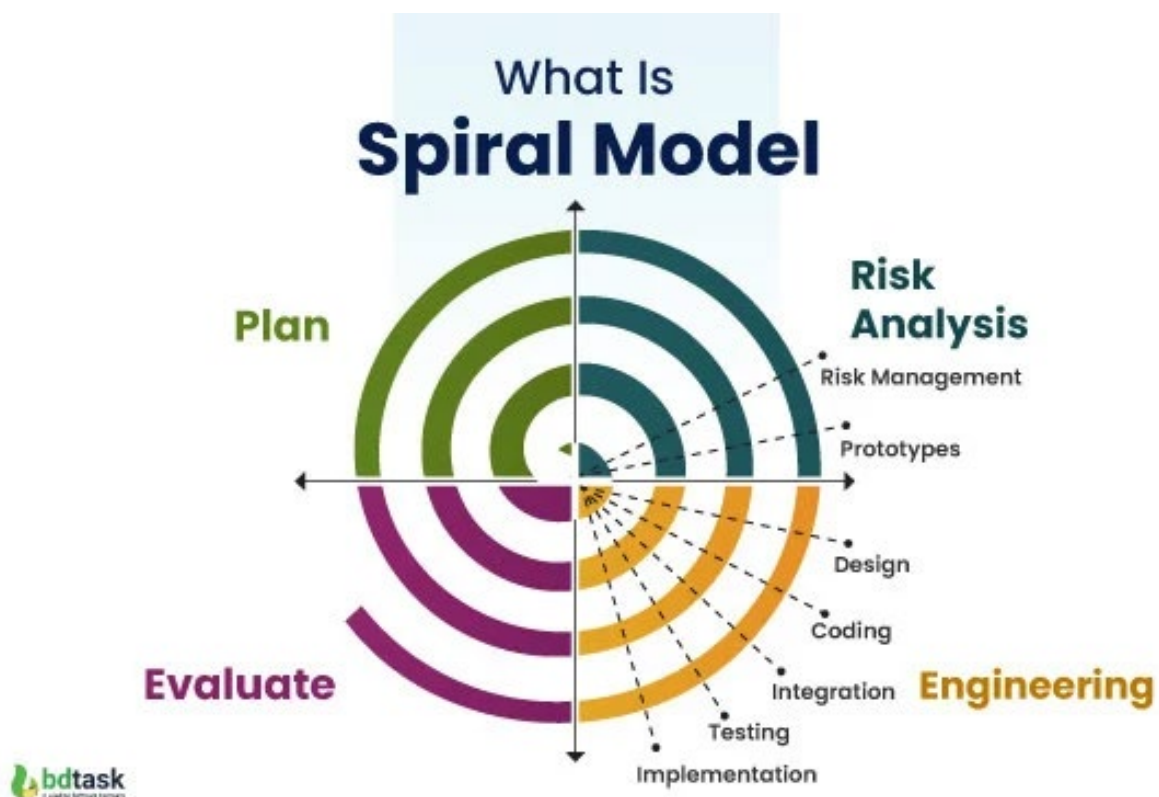 What Is
Spiral Model
Plan
Risk
Analysis
Risk Management
Prototypes
Design
Coding
Integration
Testing
Implementation
Engineering
Evaluate
bdtask